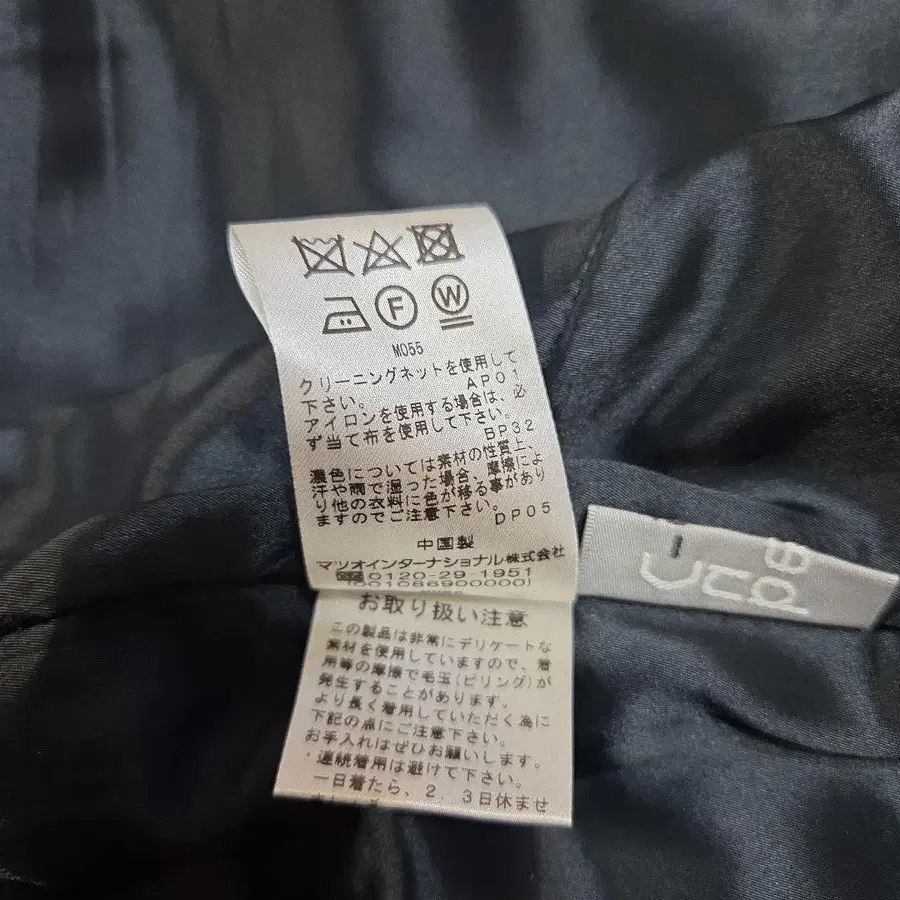 F
W
M055
クリーニングネットを使用して
下さい。 AP01
アイロンを使用する場合は、必
ず当て布を使用して下さい。
BP32
濃色については素材の性質上、
汗や雨で湿った場合、摩擦によ
り他の衣料に色が移る事があり
ますのでご注意下さい。
DP05
中国製
マツオインターナショナル株式会社
0120-29-1951
(001086900000)
お取り扱い注意
この製品は非常にデリケートな
素材を使用していますので、着
用等の摩擦で毛玉(ピリング)が
発生することがあります。
より長く着用していただく為に
下記の点にご注意下さい。
お手入れはぜひお願いします。
・連続着用は避けて下さい。
一日着たら、2、3日休ませ